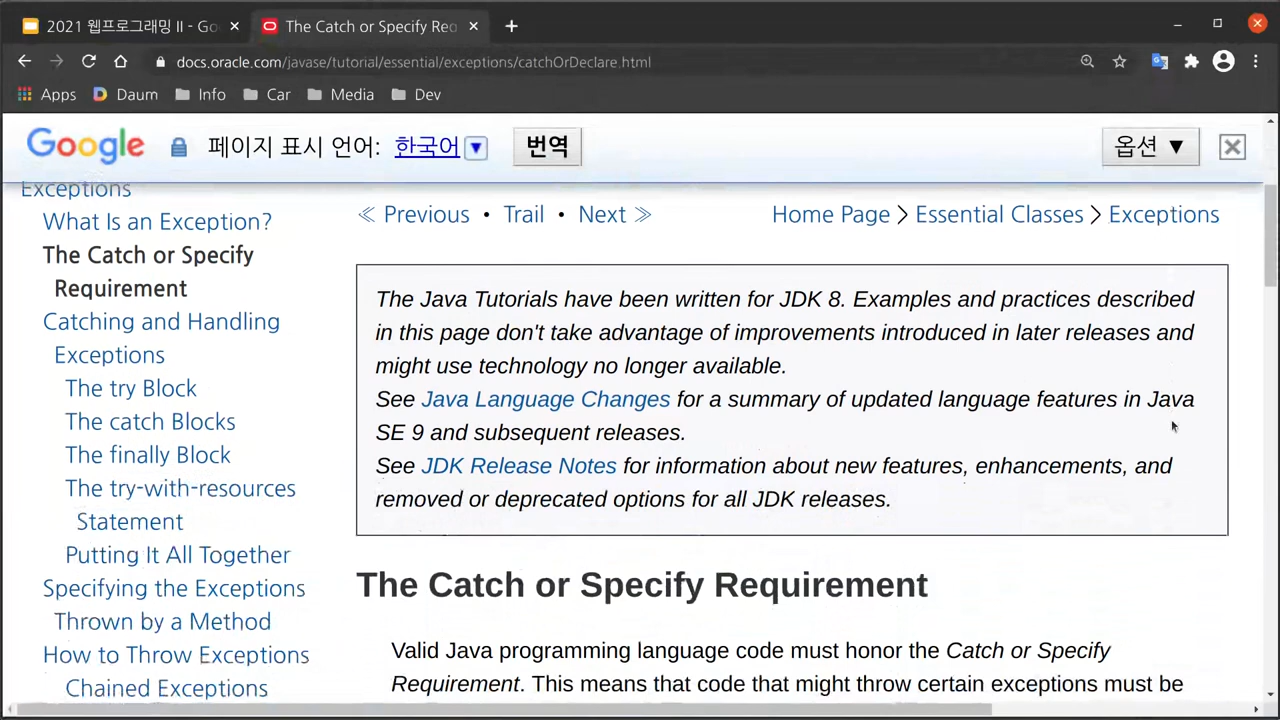 2021 웹프로그래밍 II - Go
The Catch or Specify Req
docs.oracle.com/javase/tutorial/essential/exceptions/catchOrDeclare.html
Apps Daum Info Car Media Dev
Google 페이지 표시 언어: 한국어 번역 옵션 ▼
Exceptions
What Is an Exception?
The Catch or Specify
Requirement
Catching and Handling
Exceptions
The try Block
The catch Blocks
The finally Block
The try-with-resources
Statement
Putting It All Together
Specifying the Exceptions
Thrown by a Method
How to Throw Exceptions
Chained Exceptions
« Previous • Trail • Next »
Home Page > Essential Classes > Exceptions
The Java Tutorials have been written for JDK 8. Examples and practices described
in this page don't take advantage of improvements introduced in later releases and
might use technology no longer available.
See Java Language Changes for a summary of updated language features in Java
SE 9 and subsequent releases.
See JDK Release Notes for information about new features, enhancements, and
removed or deprecated options for all JDK releases.
The Catch or Specify Requirement
Valid Java programming language code must honor the Catch or Specify
Requirement. This means that code that might throw certain exceptions must be